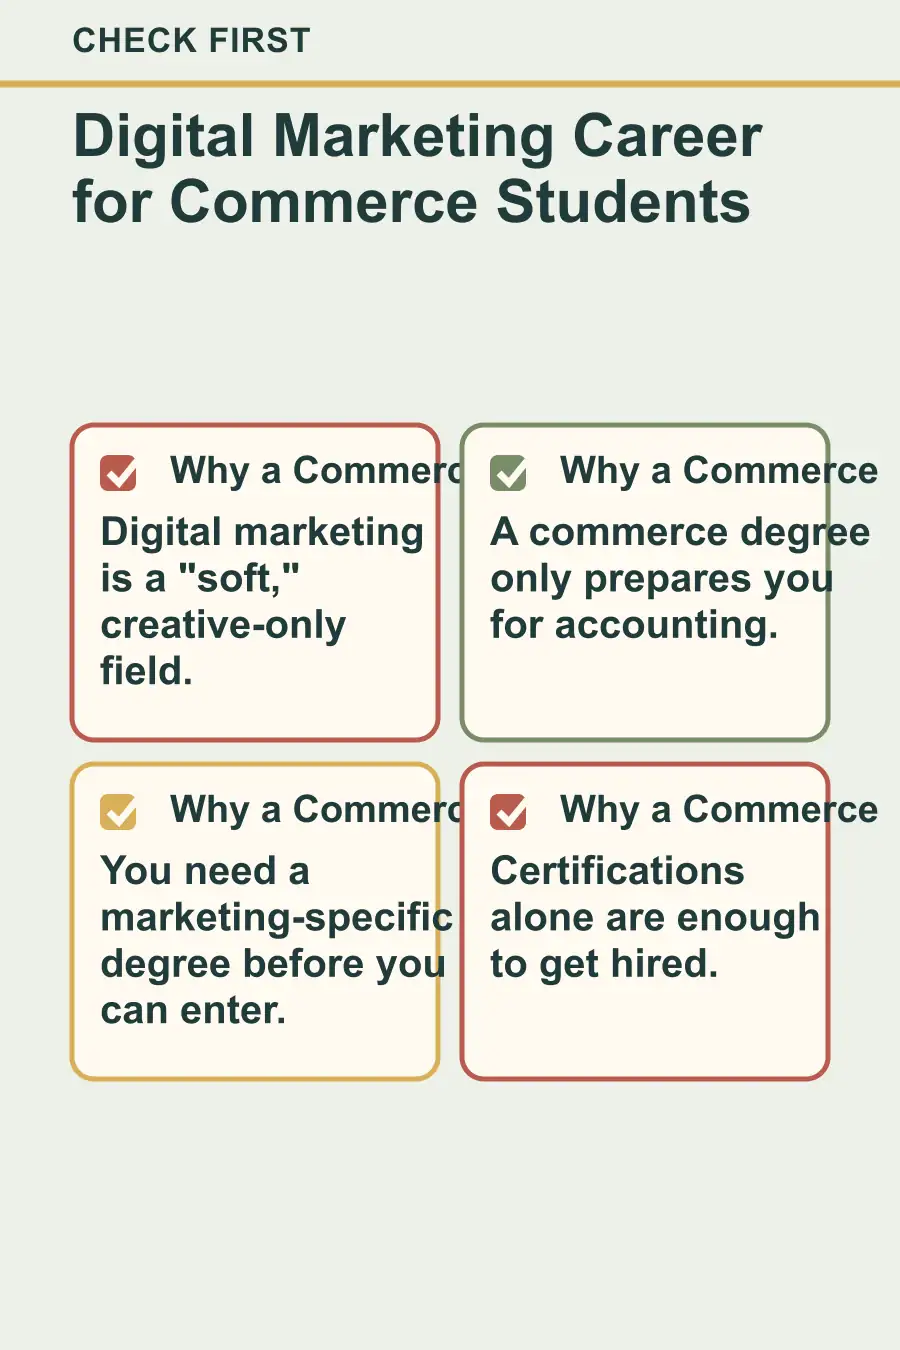 CHECK FIRST
Digital Marketing Career
for Commerce Students
Why a Commerc
Digital marketing
is a "soft,"
creative-only
field.
Why a Commerce
A commerce degree
only prepares you
for accounting.
Why a Commerc
You need a
marketing-specific
degree before you
can enter.
Why a Commerce
Certifications
alone are enough
to get hired.